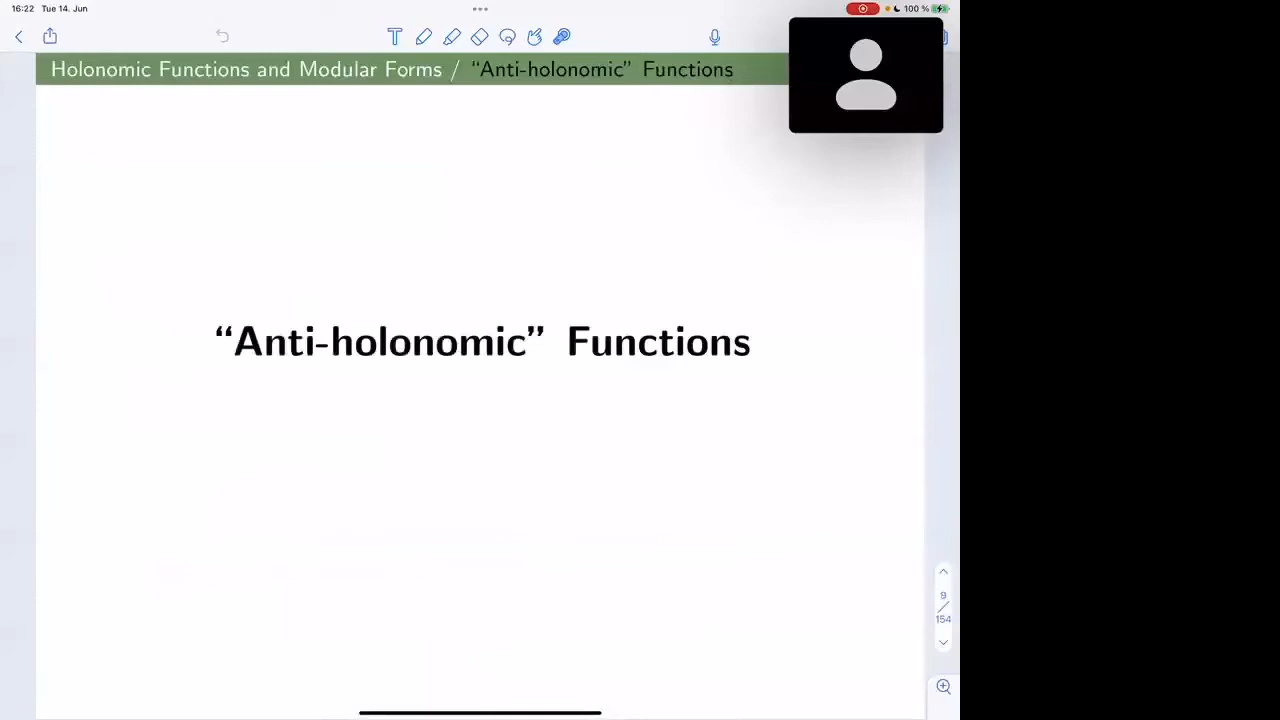 16:22 Tue 14. Jun
100 %
Holonomic Functions and Modular Forms / “Anti-holonomic” Functions
“Anti-holonomic” Functions
9
/
154